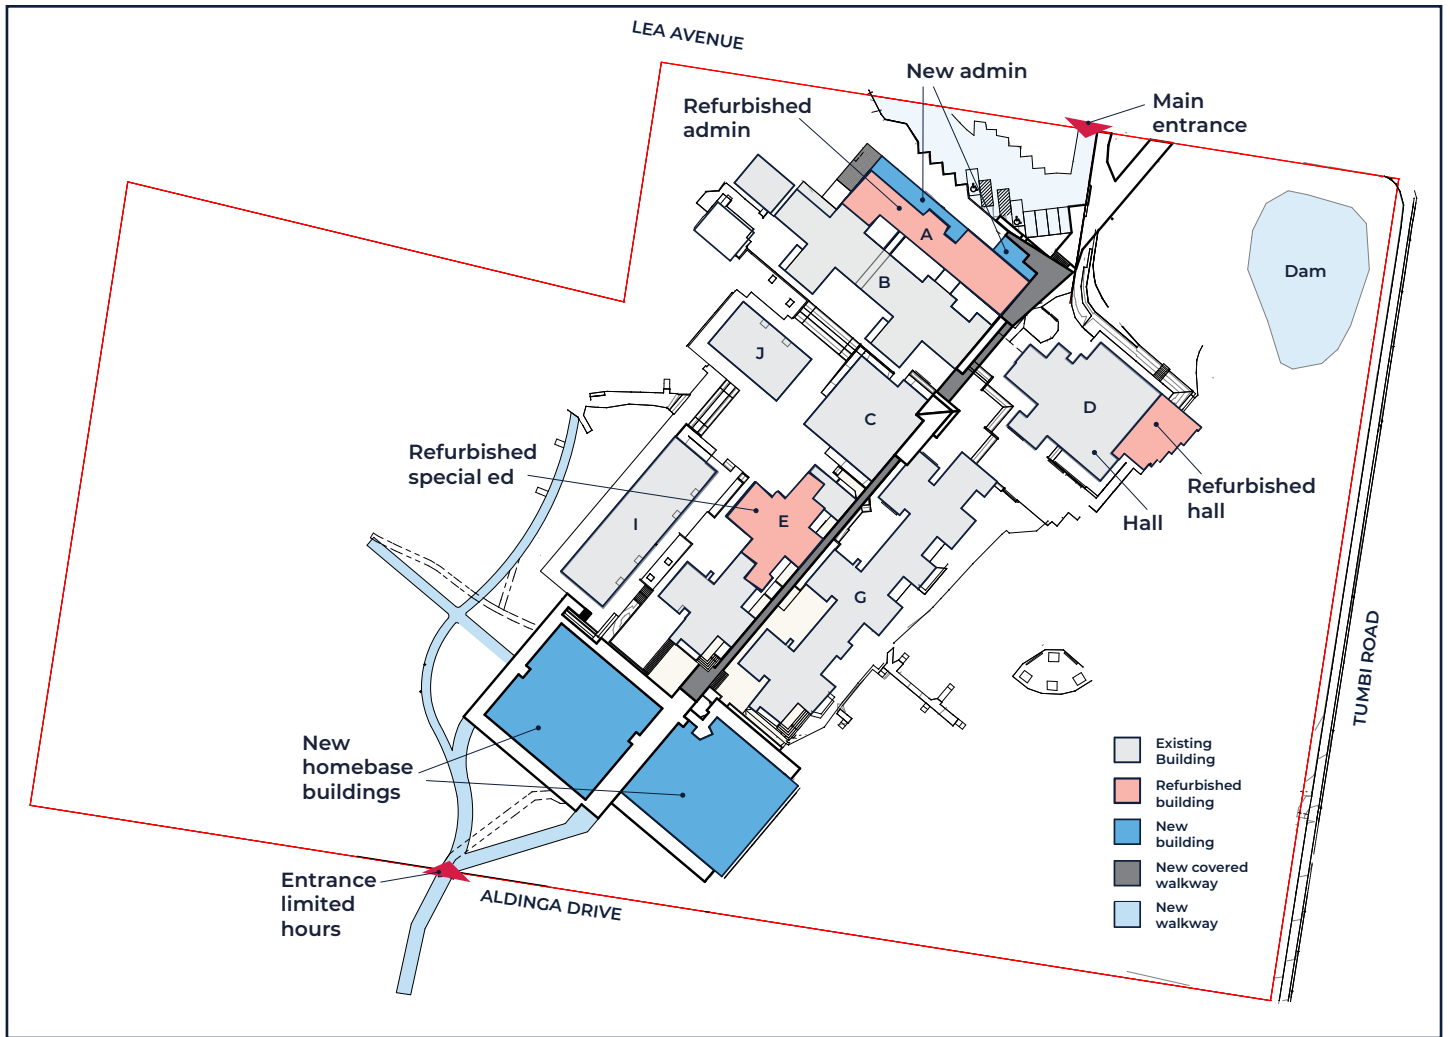 LEA AVENUE
New admin
Refurbished
admin
Main
entrance
A
Dam
B
J
C
D
Refurbished
special ed
Refurbished
hall
Hall
I
E
G
TUMBI ROAD
New
homebase
buildings
Existing
Building
Refurbished
building
New
building
New covered
walkway
New
walkway
Entrance
limited
hours
ALDINGA DRIVE